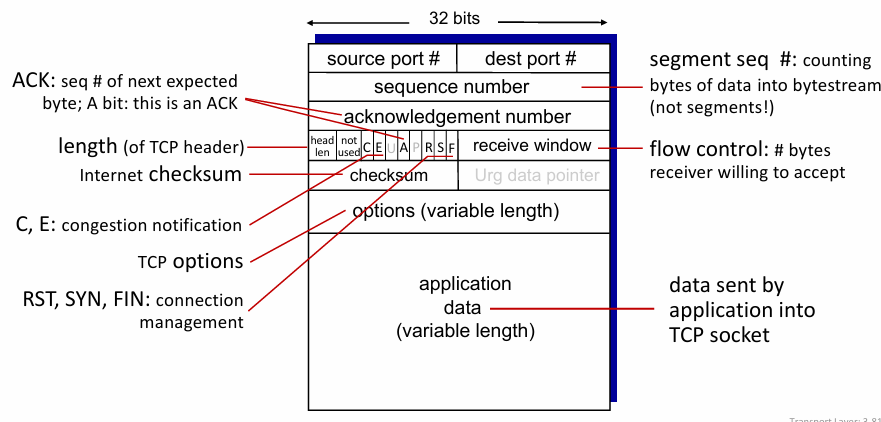 32 bits
source port #
dest port #
sequence number
acknowledgement number
head
len
not
used
C E U A P R S F
receive window
checksum
Urg data pointer
options (variable length)
application
data
(variable length)
ACK: seq # of next expected
byte; A bit: this is an ACK
length (of TCP header)
Internet checksum
C, E: congestion notification
TCP options
RST, SYN, FIN: connection
management
segment seq #: counting
bytes of data into bytestream
(not segments!)
flow control: # bytes
receiver willing to accept
data sent by
application into
TCP socket
Transport Layer: 3-81